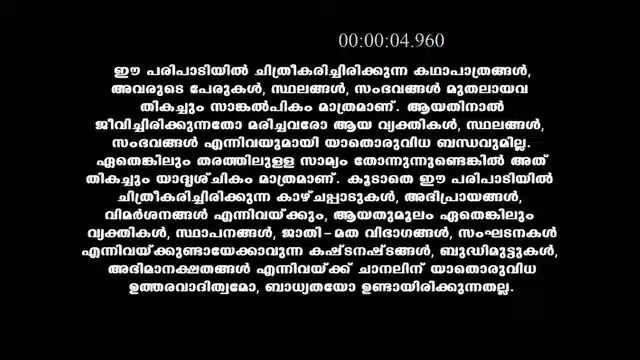 00:00:04.960
ഈ പരിപാടിയിൽ ചിത്രീകരിച്ചിരിക്കുന്ന കഥാപാത്രങ്ങൾ,
അവരുടെ പേരുകൾ, സ്ഥലങ്ങൾ, സംഭവങ്ങൾ മുതലായവ
തികച്ചും സാങ്കൽപികം മാത്രമാണ്. ആയതിനാൽ
ജീവിച്ചിരിക്കുന്നതോ മരിച്ചവരോ ആയ വ്യക്തികൾ, സ്ഥലങ്ങൾ,
സംഭവങ്ങൾ എന്നിവയുമായി യാതൊരുവിധ ബന്ധവുമില്ല.
ഏതെങ്കിലും തരത്തിലുളള സാമ്യം തോന്നുന്നുണ്ടെങ്കിൽ അത്
തികച്ചും യാദൃശ്ചികം മാത്രമാണ്. കൂടാതെ ഈ പരിപാടിയിൽ
ചിത്രീകരിച്ചിരിക്കുന്ന കാഴ്ചപ്പാടുകൾ, അഭിപ്രായങ്ങൾ,
വിമർശനങ്ങൾ എന്നിവയ്ക്കും, ആയതുമൂലം ഏതെങ്കിലും
വ്യക്തികൾ, സ്ഥാപനങ്ങൾ, ജാതി-മത വിഭാഗങ്ങൾ, സംഘടനകൾ
എന്നിവയ്ക്കുണ്ടായേക്കാവുന്ന കഷ്ടനഷ്ടങ്ങൾ, ബുദ്ധിമുട്ടുകൾ,
അഭിമാനക്ഷതങ്ങൾ എന്നിവയ്ക്ക് ചാനലിന് യാതൊരുവിധ
ഉത്തരവാദിത്വമോ, ബാധ്യതയോ ഉണ്ടായിരിക്കുന്നതല്ല.